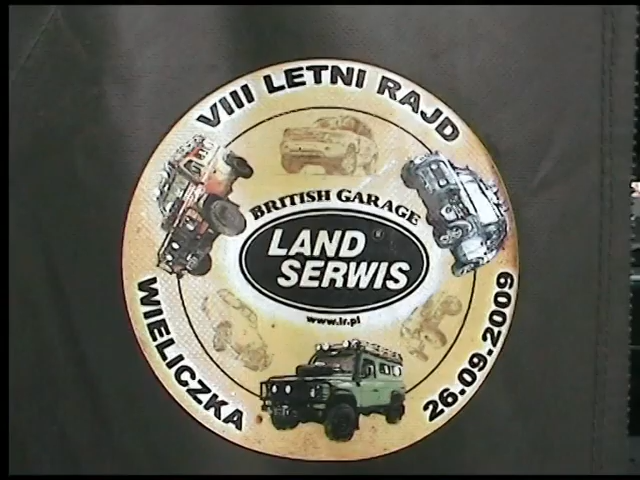 VIII LETNI RAJD
BRITISH GARAGE
LAND
SERWIS
www.lr.pl
WIELICZKA
26.09.2009